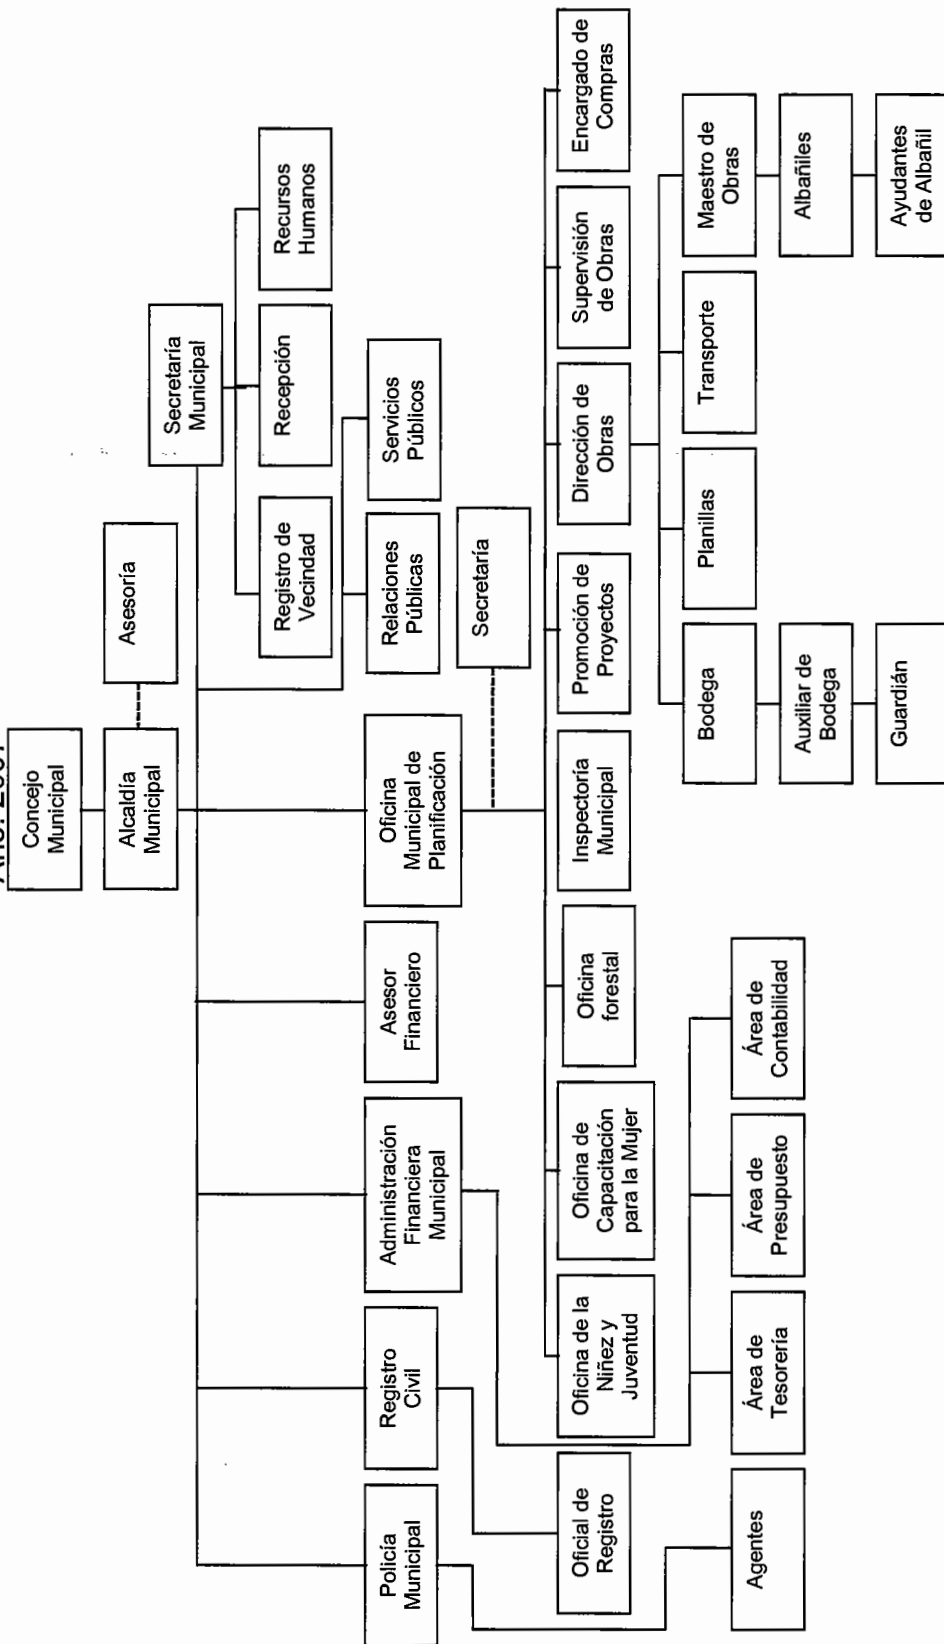 Concejo
Municipal
Alcaldía
Municipal
Asesoría
Secretaría
Municipal
Registro de
Vecindad
Recepción
Recursos
Humanos
Policía
Municipal
Registro
Civil
Administración
Financiera
Municipal
Asesor
Financiero
Oficina
Municipal de
Planificación
Relaciones
Públicas
Servicios
Públicos
Secretaría
Oficial de
Registro
Oficina de la
Niñez y
Juventud
Oficina de
Capacitación
para la Mujer
Oficina
forestal
Inspectoría
Municipal
Promoción de
Proyectos
Dirección de
Obras
Supervisión
de Obras
Encargado de
Compras
Agentes
Área de
Tesorería
Área de
Presupuesto
Área de
Contabilidad
Bodega
Planillas
Transporte
Maestro de
Obras
Auxiliar de
Bodega
Albañiles
Guardián
Ayudantes
de Albañil